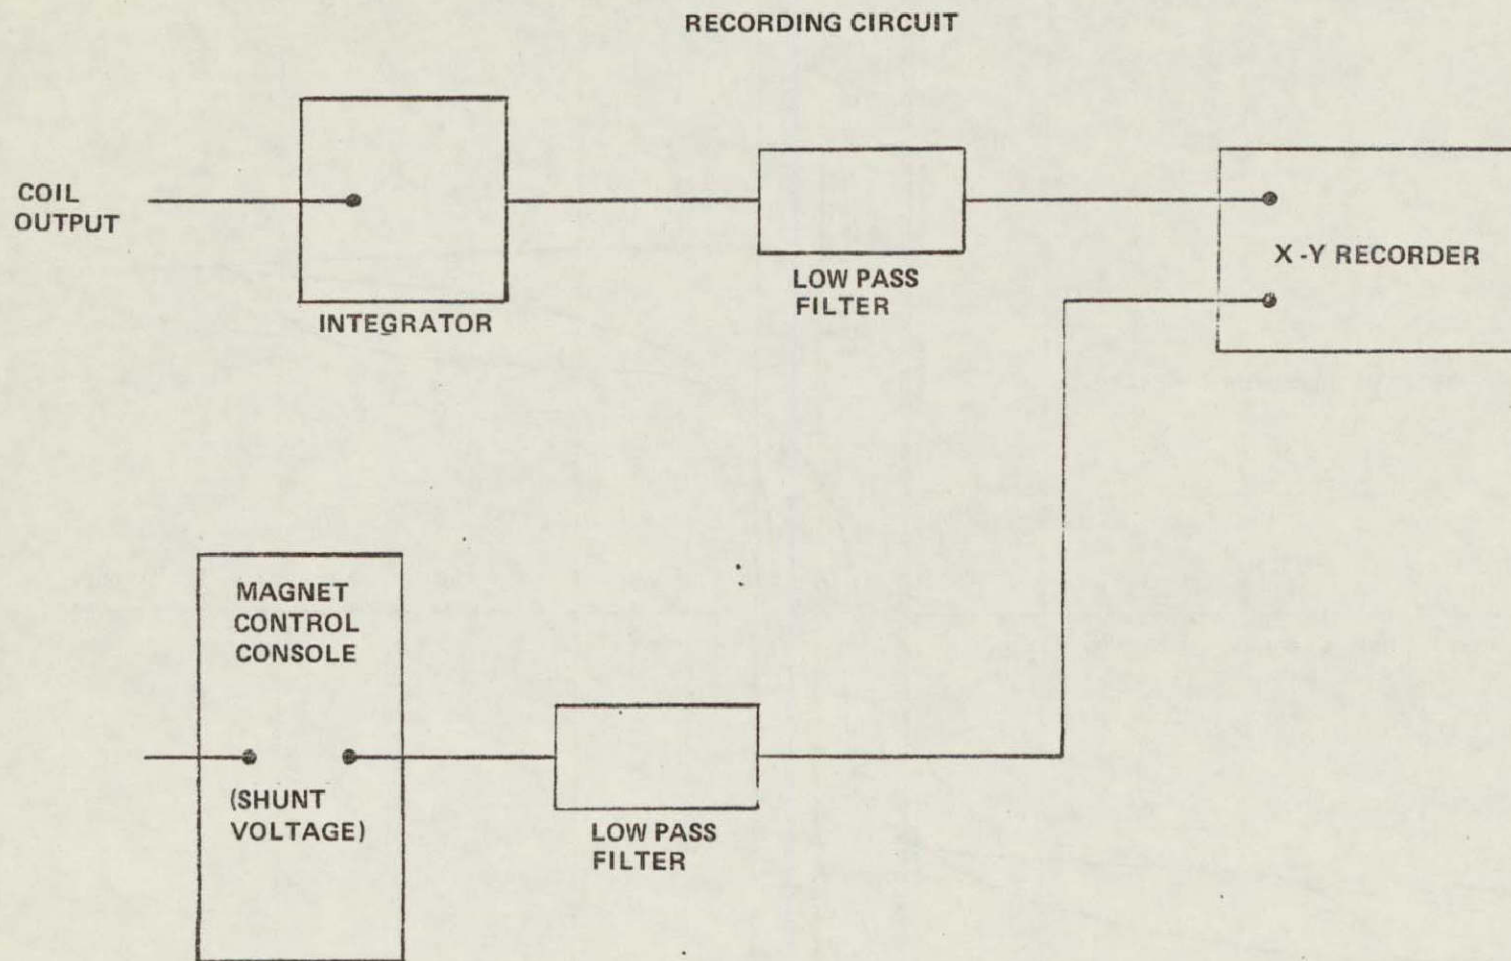 RECORDING CIRCUIT
COIL
OUTPUT
INTEGRATOR
LOW PASS
FILTER
X-Y RECORDER
MAGNET
CONTROL
CONSOLE
(SHUNT
VOLTAGE)
LOW PASS
FILTER